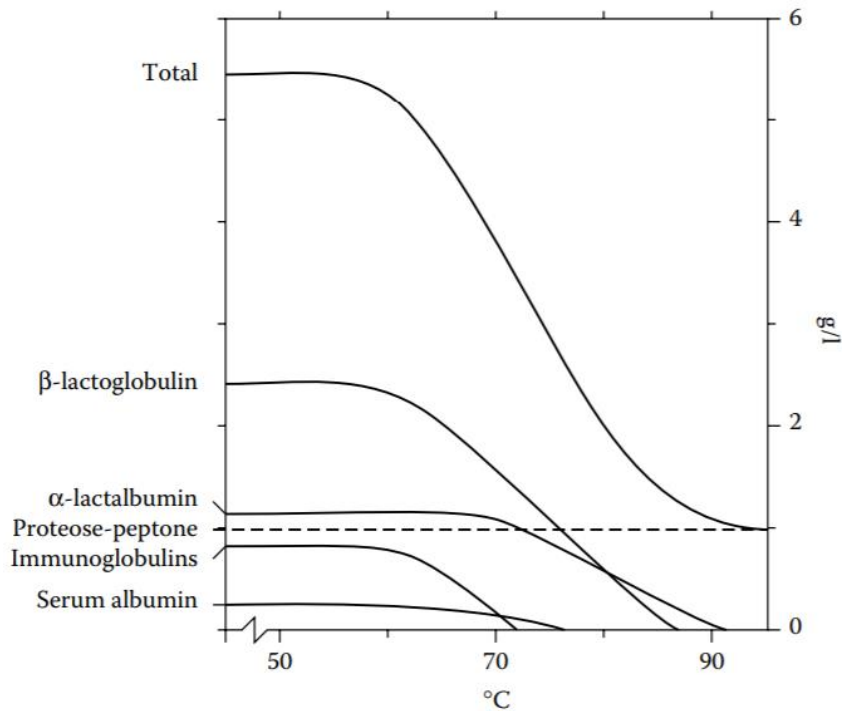 6
Total
4
g/l
β-lactoglobulin
2
α-lactalbumin
Proteose-peptone
Immunoglobulins
Serum albumin
0
50 70 90
°C